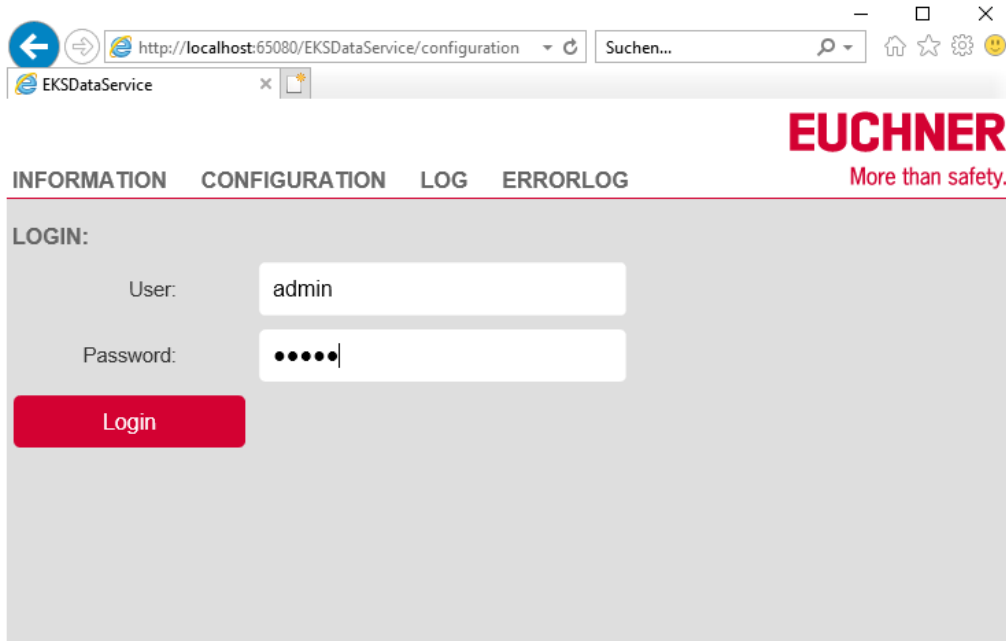 http://localhost:65080/EKSDataService/configuration
Suchen...
EKSDataService
EUCHNER
More than safety.
INFORMATION CONFIGURATION LOG ERRORLOG
LOGIN:
User: admin
Password: •••••
Login